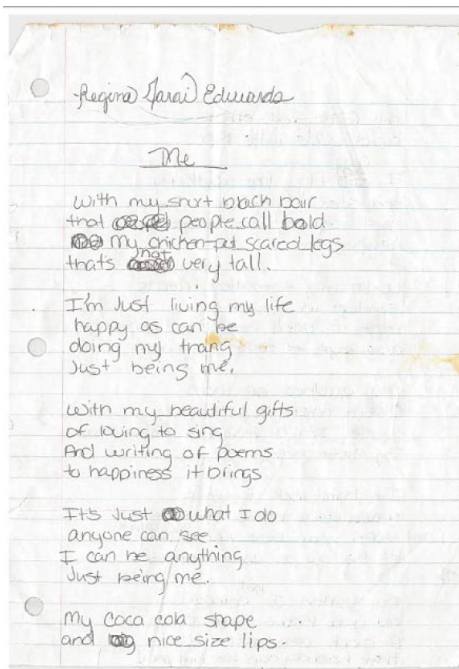 Regina Jarai Edwards
Me
with my short black hair
that people call bald
my chicken-pot scared legs
that's not very tall.
I'm Just living my life
happy as can be
doing my thang
Just being me.
with my beautiful gifts
of loving to sing
And writing of poems
to happiness it brings
It's Just what I do
anyone can see
I can be anything
Just being me.
My Coca cola shape
and nice size lips.